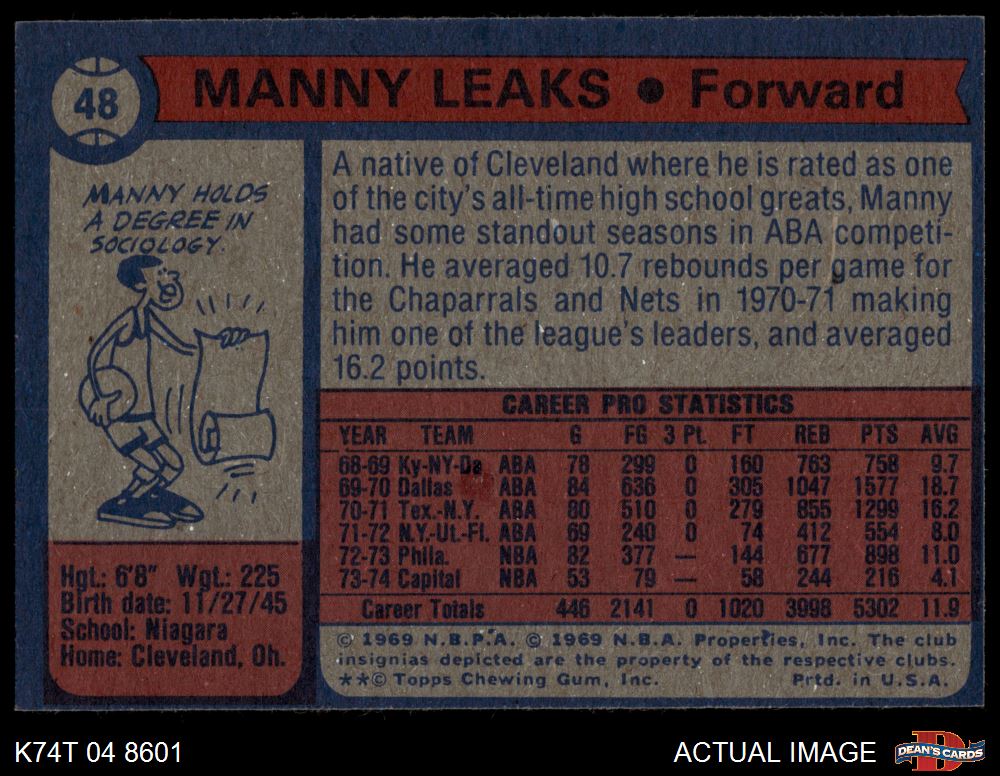 48
MANNY LEAKS ● Forward
MANNY HOLDS
A DEGREE IN
SOCIOLOGY.
A native of Cleveland where he is rated as one
of the city's all-time high school greats, Manny
had some standout seasons in ABA competi-
tion. He averaged 10.7 rebounds per game for
the Chaparrals and Nets in 1970-71 making
him one of the league's leaders, and averaged
16.2 points.
CAREER PRO STATISTICS
YEAR TEAM G FG 3 Pt. FT REB PTS AVG
68-69 Ky-NY-Da ABA 78 299 0 160 763 758 9.7
69-70 Dallas ABA 84 636 0 305 1047 1577 18.7
70-71 Tex.-N.Y. ABA 80 510 0 279 855 1299 16.2
71-72 N.Y.-Ut.-Fl. ABA 69 240 0 74 412 554 8.0
72-73 Phila. NBA 82 377 — 144 677 898 11.0
73-74 Capital NBA 53 79 — 58 244 216 4.1
Career Totals 446 2141 0 1020 3998 5302 11.9
Hgt.: 6'8" Wgt.: 225
Birth date: 11/27/45
School: Niagara
Home: Cleveland, Oh.
© 1969 N.B.P.A. © 1969 N.B.A. Properties, Inc. The club
insignias depicted are the property of the respective clubs.
**© Topps Chewing Gum, Inc. Prtd. in U.S.A.
K74T 04 8601
ACTUAL IMAGE
DEAN'S CARDS